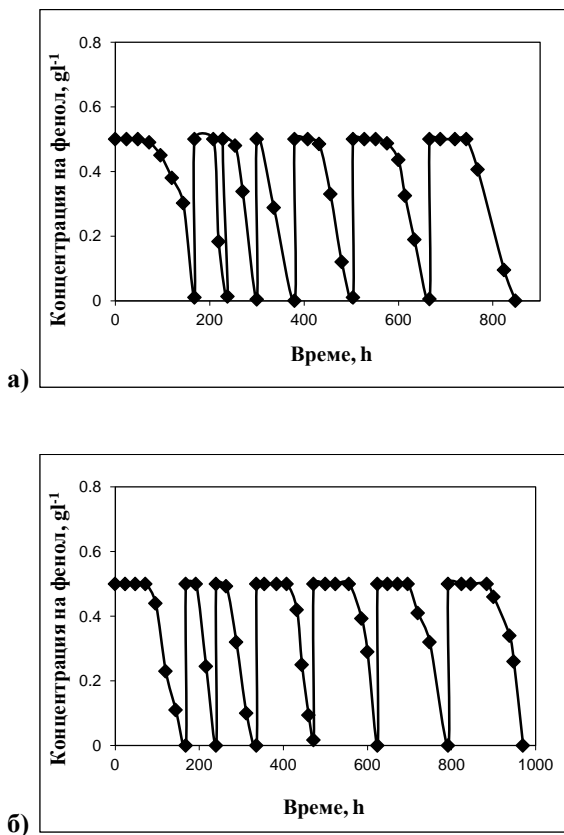 Концентрация на фенол, gl-1
0.8
0.6
0.4
0.2
0
0 200 400 600 800
Време, h
а)
Концентрация на фенол, gl-1
0.8
0.6
0.4
0.2
0
0 200 400 600 800 1000
Време, h
б)